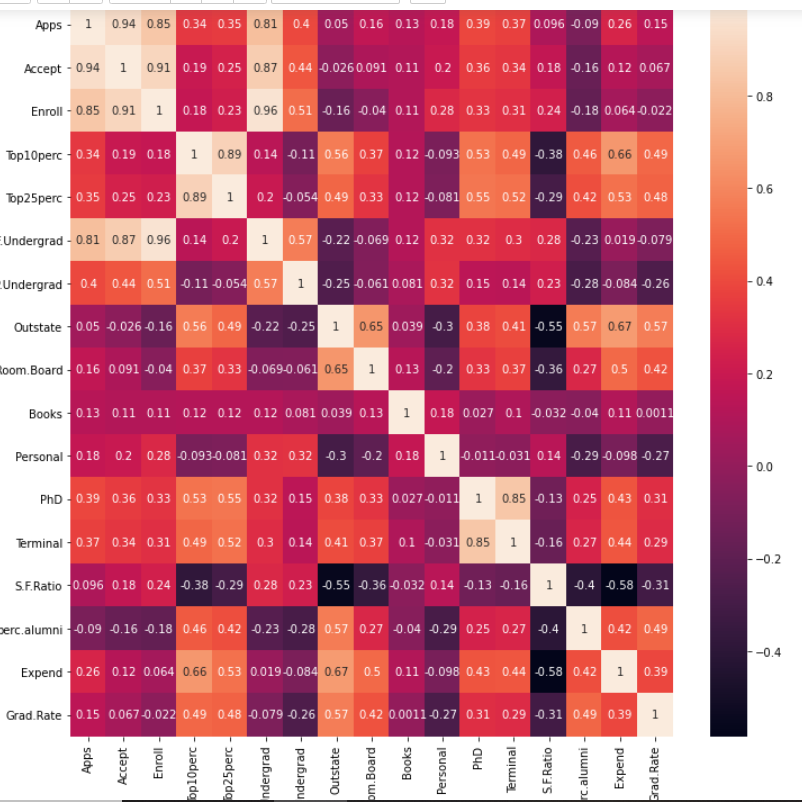 Apps 1 0.94 0.85 0.34 0.35 0.81 0.4 0.05 0.16 0.13 0.18 0.39 0.37 0.096 -0.09 0.26 0.15
Accept 0.94 1 0.91 0.19 0.25 0.87 0.44 -0.026 0.091 0.11 0.2 0.36 0.34 0.18 -0.16 0.12 0.067
Enroll 0.85 0.91 1 0.18 0.23 0.96 0.51 -0.16 -0.04 0.11 0.28 0.33 0.31 0.24 -0.18 0.064 -0.022
Top10perc 0.34 0.19 0.18 1 0.89 0.14 -0.11 0.56 0.37 0.12 -0.093 0.53 0.49 -0.38 0.46 0.66 0.49
Top25perc 0.35 0.25 0.23 0.89 1 0.2 -0.054 0.49 0.33 0.12 -0.081 0.55 0.52 -0.29 0.42 0.53 0.48
.Undergrad 0.81 0.87 0.96 0.14 0.2 1 0.57 -0.22 -0.069 0.12 0.32 0.32 0.3 0.28 -0.23 0.019 -0.079
.Undergrad 0.4 0.44 0.51 -0.11 -0.054 0.57 1 -0.25 -0.061 0.081 0.32 0.15 0.14 0.23 -0.28 -0.084 -0.26
Outstate 0.05 -0.026 -0.16 0.56 0.49 -0.22 -0.25 1 0.65 0.039 -0.3 0.38 0.41 -0.55 0.57 0.67 0.57
oom.Board 0.16 0.091 -0.04 0.37 0.33 -0.069 -0.061 0.65 1 0.13 -0.2 0.33 0.37 -0.36 0.27 0.5 0.42
Books 0.13 0.11 0.11 0.12 0.12 0.12 0.081 0.039 0.13 1 0.18 0.027 0.1 -0.032 -0.04 0.11 0.0011
Personal 0.18 0.2 0.28 -0.093 -0.081 0.32 0.32 -0.3 -0.2 0.18 1 -0.011 -0.031 0.14 -0.29 -0.098 -0.27
PhD 0.39 0.36 0.33 0.53 0.55 0.32 0.15 0.38 0.33 0.027 -0.011 1 0.85 -0.13 0.25 0.43 0.31
Terminal 0.37 0.34 0.31 0.49 0.52 0.3 0.14 0.41 0.37 0.1 -0.031 0.85 1 -0.16 0.27 0.44 0.29
S.F.Ratio 0.096 0.18 0.24 -0.38 -0.29 0.28 0.23 -0.55 -0.36 -0.032 0.14 -0.13 -0.16 1 -0.4 -0.58 -0.31
perc.alumni -0.09 -0.16 -0.18 0.46 0.42 -0.23 -0.28 0.57 0.27 -0.04 -0.29 0.25 0.27 -0.4 1 0.42 0.49
Expend 0.26 0.12 0.064 0.66 0.53 0.019 -0.084 0.67 0.5 0.11 -0.098 0.43 0.44 -0.58 0.42 1 0.39
Grad.Rate 0.15 0.067 -0.022 0.49 0.48 -0.079 -0.26 0.57 0.42 0.0011 -0.27 0.31 0.29 -0.31 0.49 0.39 1
Apps Accept Enroll op10perc op25perc ndergrad ndergrad Outstate om.Board Books Personal PhD Terminal S.F.Ratio rc.alumni Expend rad.Rate
0.8
0.6
0.4
0.2
0.0
−0.2
−0.4